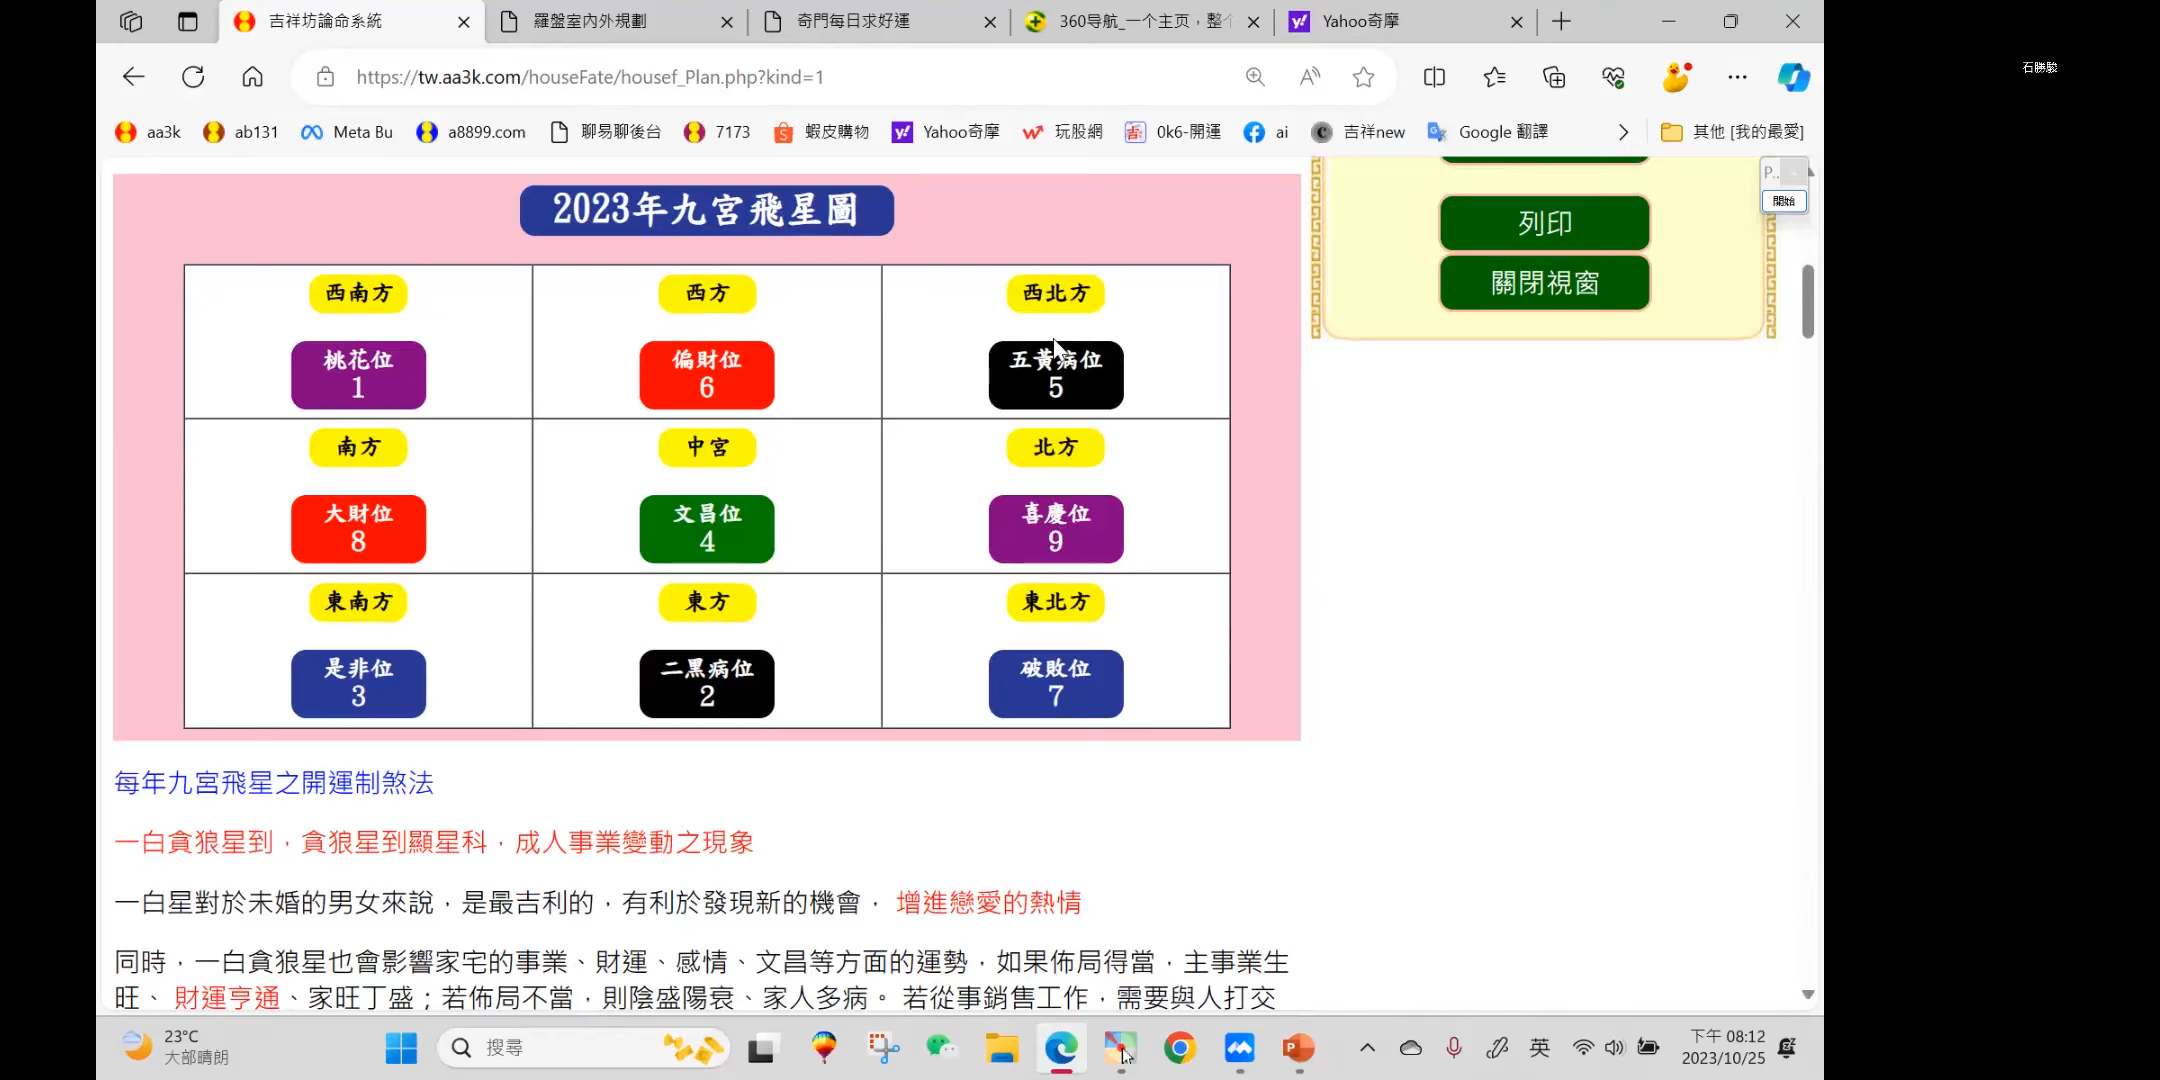 吉祥坊論命系統
羅盤室內外規劃
奇門每日求好運
360导航_一个主页，整个
Yahoo奇摩
https://tw.aa3k.com/houseFate/housef_Plan.php?kind=1
aa3k
ab131
Meta Bu
a8899.com
聊易聊後台
7173
蝦皮購物
Yahoo奇摩
玩股網
0k6-開運
ai
吉祥new
Google 翻譯
其他 [我的最愛]
石勝駿
P...
開始
列印
關閉視窗
2023年九宮飛星圖
西南方
桃花位
1
西方
偏財位
6
西北方
五黃病位
5
南方
大財位
8
中宮
文昌位
4
北方
喜慶位
9
東南方
是非位
3
東方
二黑病位
2
東北方
破敗位
7
每年九宮飛星之開運制煞法
一白貪狼星到，貪狼星到顯星科，成人事業變動之現象
一白星對於未婚的男女來說，是最吉利的，有利於發現新的機會， 增進戀愛的熱情
同時，一白貪狼星也會影響家宅的事業、財運、感情、文昌等方面的運勢，如果佈局得當，主事業生
旺、 財運亨通、家旺丁盛；若佈局不當，則陰盛陽衰、家人多病。 若從事銷售工作，需要與人打交
23°C
大部晴朗
搜尋
英
下午 08:12
2023/10/25